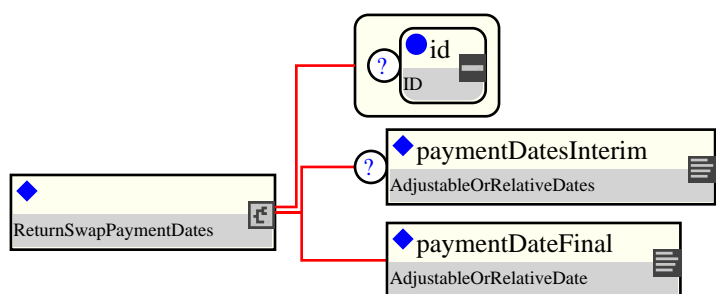 ? id
ID
? paymentDatesInterim
AdjustableOrRelativeDates
ReturnSwapPaymentDates
paymentDateFinal
AdjustableOrRelativeDate